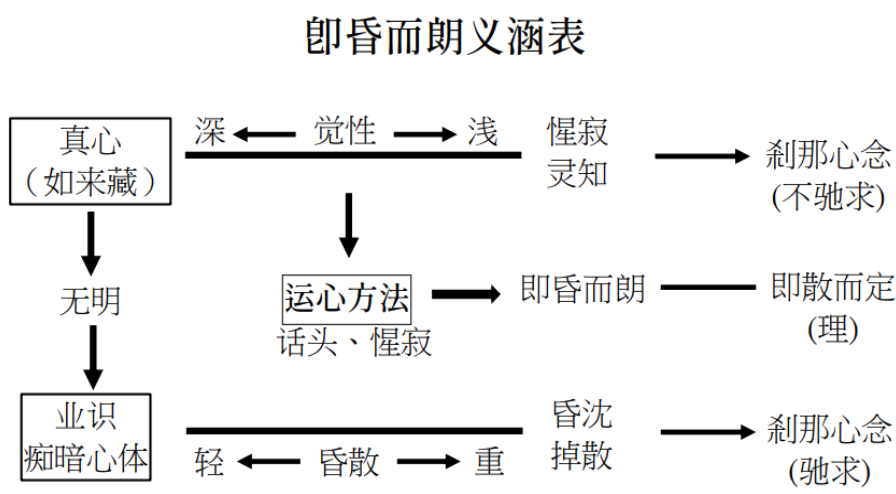 卽昏而朗义涵表
真心
（如来藏）
深
觉性
浅
惺寂
灵知
刹那心念
(不驰求)
无明
运心方法
话头、惺寂
即昏而朗
即散而定
(理)
业识
痴暗心体
轻
昏散
重
昏沈
掉散
刹那心念
(驰求)